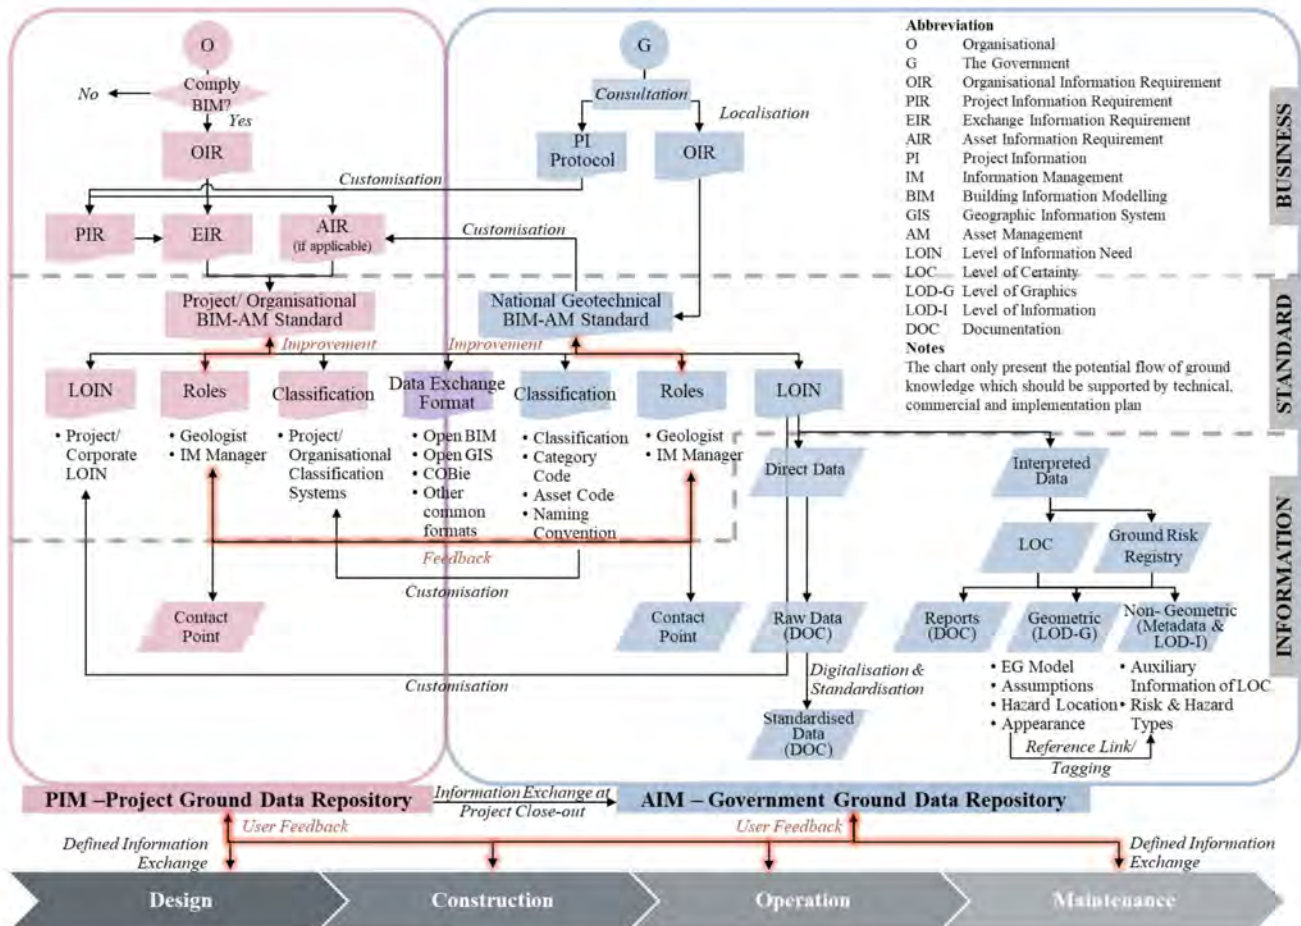 O
Comply
BIM?
No
Yes
OIR
PIR
EIR
AIR
(if applicable)
G
Consultation
Localisation
PI
Protocol
OIR
Customisation
Customisation
Abbreviation
O Organisational
G The Government
OIR Organisational Information Requirement
PIR Project Information Requirement
EIR Exchange Information Requirement
AIR Asset Information Requirement
PI Project Information
IM Information Management
BIM Building Information Modelling
GIS Geographic Information System
AM Asset Management
LOIN Level of Information Need
LOC Level of Certainty
LOD-G Level of Graphics
LOD-I Level of Information
DOC Documentation
Notes
The chart only present the potential flow of ground
knowledge which should be supported by technical,
commercial and implementation plan
BUSINESS
STANDARD
INFORMATION
Project/ Organisational
BIM-AM Standard
National Geotechnical
BIM-AM Standard
Improvement
Improvement
LOIN
Roles
Classification
Data Exchange
Format
Classification
Roles
LOIN
• Project/
Corporate
LOIN
• Geologist
• IM Manager
• Project/
Organisational
Classification
Systems
• Open BIM
• Open GIS
• COBie
• Other
common
formats
• Classification
• Category
Code
• Asset Code
• Naming
Convention
• Geologist
• IM Manager
Direct Data
Interpreted
Data
LOC
Ground Risk
Registry
Feedback
Customisation
Contact
Point
Contact
Point
Raw Data
(DOC)
Reports
(DOC)
Geometric
(LOD-G)
Non- Geometric
(Metadata &
LOD-I)
Customisation
Digitalisation &
Standardisation
Standardised
Data
(DOC)
• EG Model
• Assumptions
• Hazard Location
• Appearance
• Auxiliary
Information of LOC
• Risk & Hazard
Types
Reference Link/
Tagging
PIM –Project Ground Data Repository
Information Exchange at
Project Close-out
AIM – Government Ground Data Repository
User Feedback
User Feedback
Defined Information
Exchange
Defined Information
Exchange
Design
Construction
Operation
Maintenance